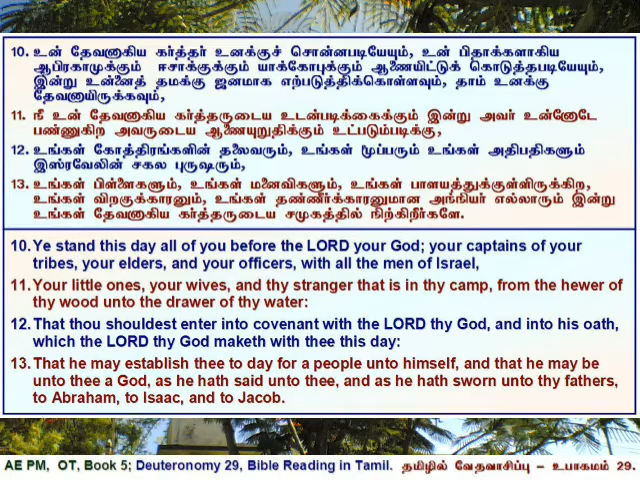 10. உன் தேவனாகிய கர்த்தர் உனக்குச் சொன்னபடியேயும், உன் பிதாக்களாகிய
ஆபிரகாமுக்கும் ஈசாக்குக்கும் யாக்கோபுக்கும் ஆணையிட்டுக் கொடுத்தபடியேயும்,
இன்று உன்னைத் தமக்கு ஜனமாக ஏற்படுத்திக்கொள்ளவும், தாம் உனக்கு
தேவனாயிருக்கவும்,
11. நீ உன் தேவனாகிய கர்த்தருடைய உடன்படிக்கைக்கும் இன்று அவர் உன்னோடே
பண்ணுகிற அவருடைய ஆணையுறுதிக்கும் உட்படும்படிக்கு,
12. உங்கள் கோத்திரங்களின் தலைவரும், உங்கள் மூப்பரும் உங்கள் அதிபதிகளும்
இஸ்ரவேலின் சகல புருஷரும்,
13. உங்கள் பிள்ளைகளும், உங்கள் மனைவிகளும், உங்கள் பாளயத்துக்குள்ளிருக்கிற,
உங்கள் விறகுக்காரனும், உங்கள் தண்ணீர்க்காரனுமான அந்நியர் எல்லாரும் இன்று
உங்கள் தேவனாகிய கர்த்தருடைய சமுகத்தில் நிற்கிறீர்களே.
10. Ye stand this day all of you before the LORD your God; your captains of your
tribes, your elders, and your officers, with all the men of Israel,
11. Your little ones, your wives, and thy stranger that is in thy camp, from the hewer of
thy wood unto the drawer of thy water:
12. That thou shouldest enter into covenant with the LORD thy God, and into his oath,
which the LORD thy God maketh with thee this day:
13. That he may establish thee to day for a people unto himself, and that he may be
unto thee a God, as he hath said unto thee, and as he hath sworn unto thy fathers,
to Abraham, to Isaac, and to Jacob.
AE PM, OT, Book 5; Deuteronomy 29, Bible Reading in Tamil. தமிழில் வேதவாசிப்பு – உபாகமம் 29.